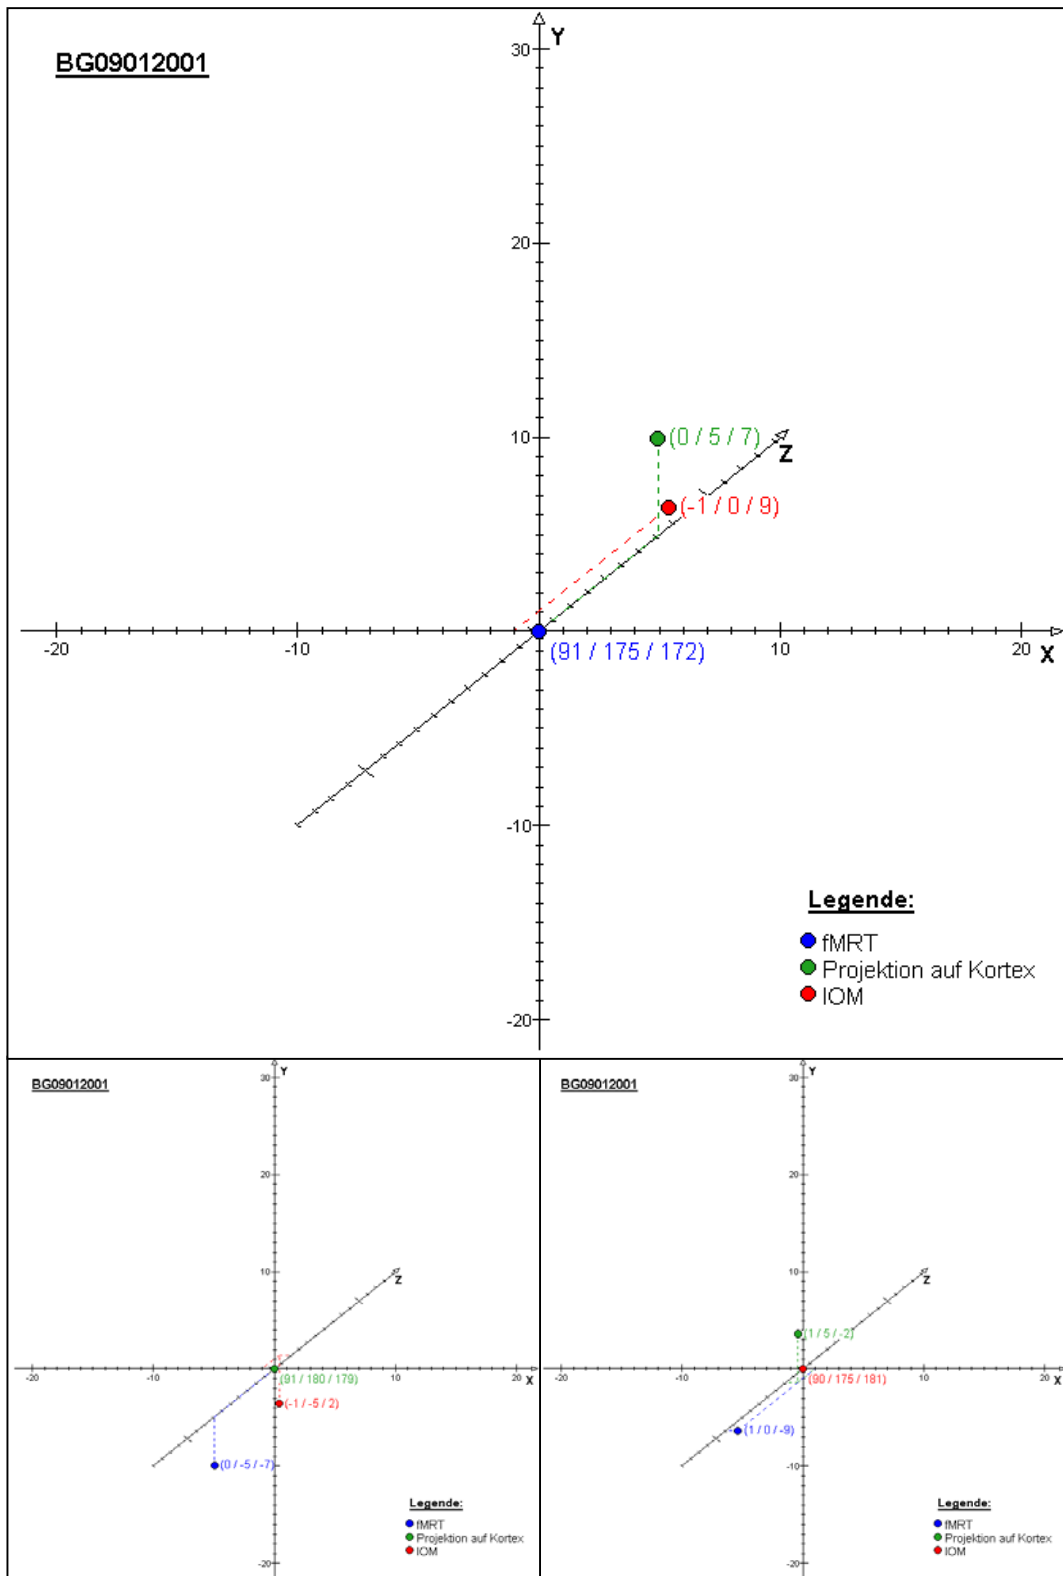 BG09012001
Y
30
20
10
(0 / 5 / 7)
Z
(-1 / 0 / 9)
-20
-10
10
20
X
(91 / 175 / 172)
-10
-20
Legende:
fMRT
Projektion auf Kortex
IOM
BG09012001
Y
30
20
10
Z
-20
-10
10
20
X
(91 / 180 / 179)
(-1 / -5 / 2)
-10
(0 / -5 / -7)
-20
Legende:
fMRT
Projektion auf Kortex
IOM
BG09012001
Y
30
20
10
Z
(1 / 5 / -2)
-20
-10
10
20
X
(90 / 175 / 181)
(1 / 0 / -9)
-10
-20
Legende:
fMRT
Projektion auf Kortex
IOM